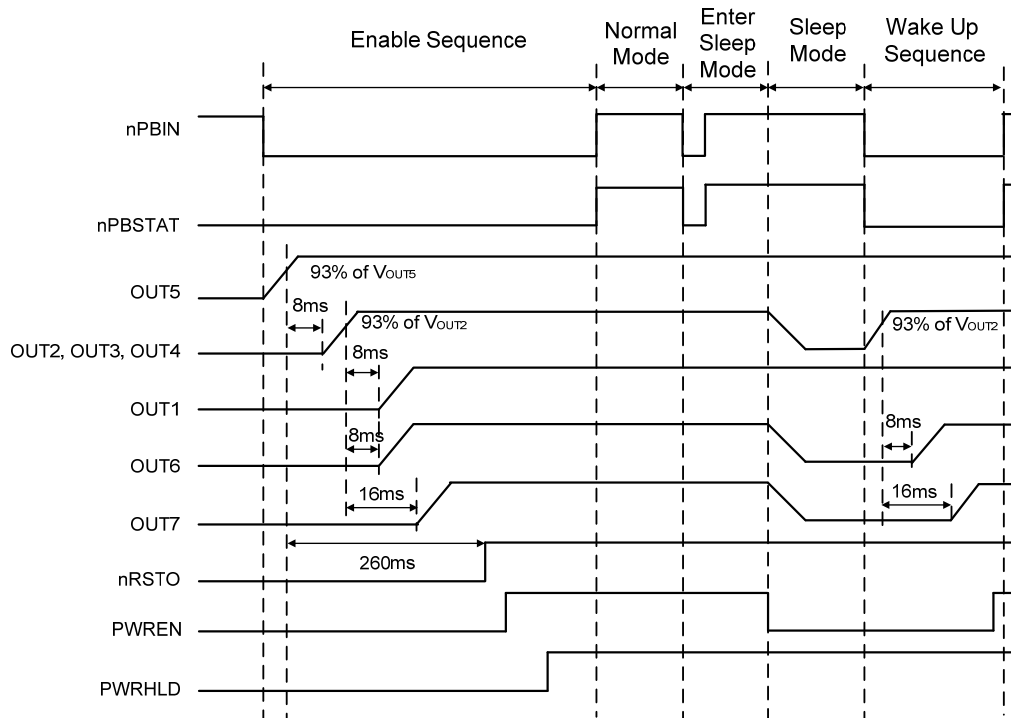 Enable Sequence
Normal
Mode
Enter
Sleep
Mode
Sleep
Mode
Wake Up
Sequence
nPBIN
nPBSTAT
OUT5
93% of VOUT5
8ms
OUT2, OUT3, OUT4
93% of VOUT2
93% of VOUT2
8ms
OUT1
8ms
8ms
OUT6
16ms
16ms
OUT7
260ms
nRSTO
PWREN
PWRHLD